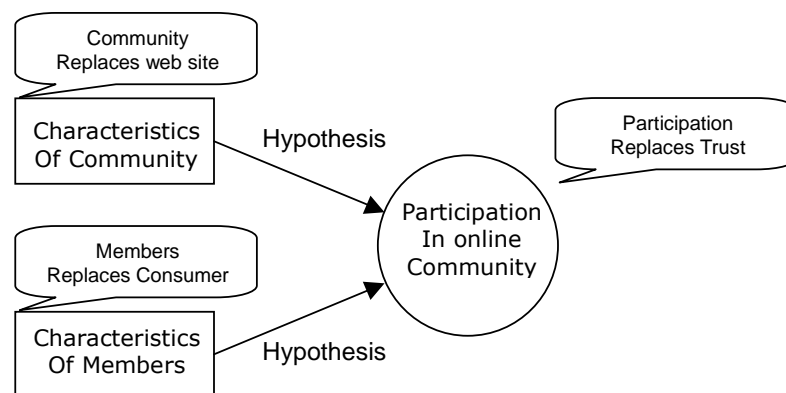 Community
Replaces web site
Characteristics
Of Community
Hypothesis
Participation
Replaces Trust
Participation
In online
Community
Members
Replaces Consumer
Characteristics
Of Members
Hypothesis